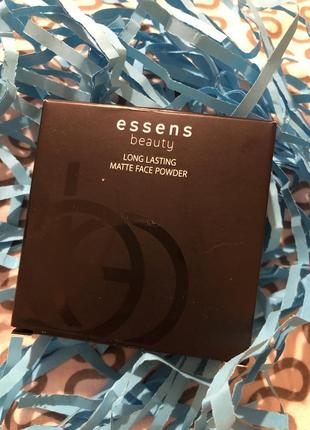 essens
beauty
LONG LASTING
MATTE FACE POWDER